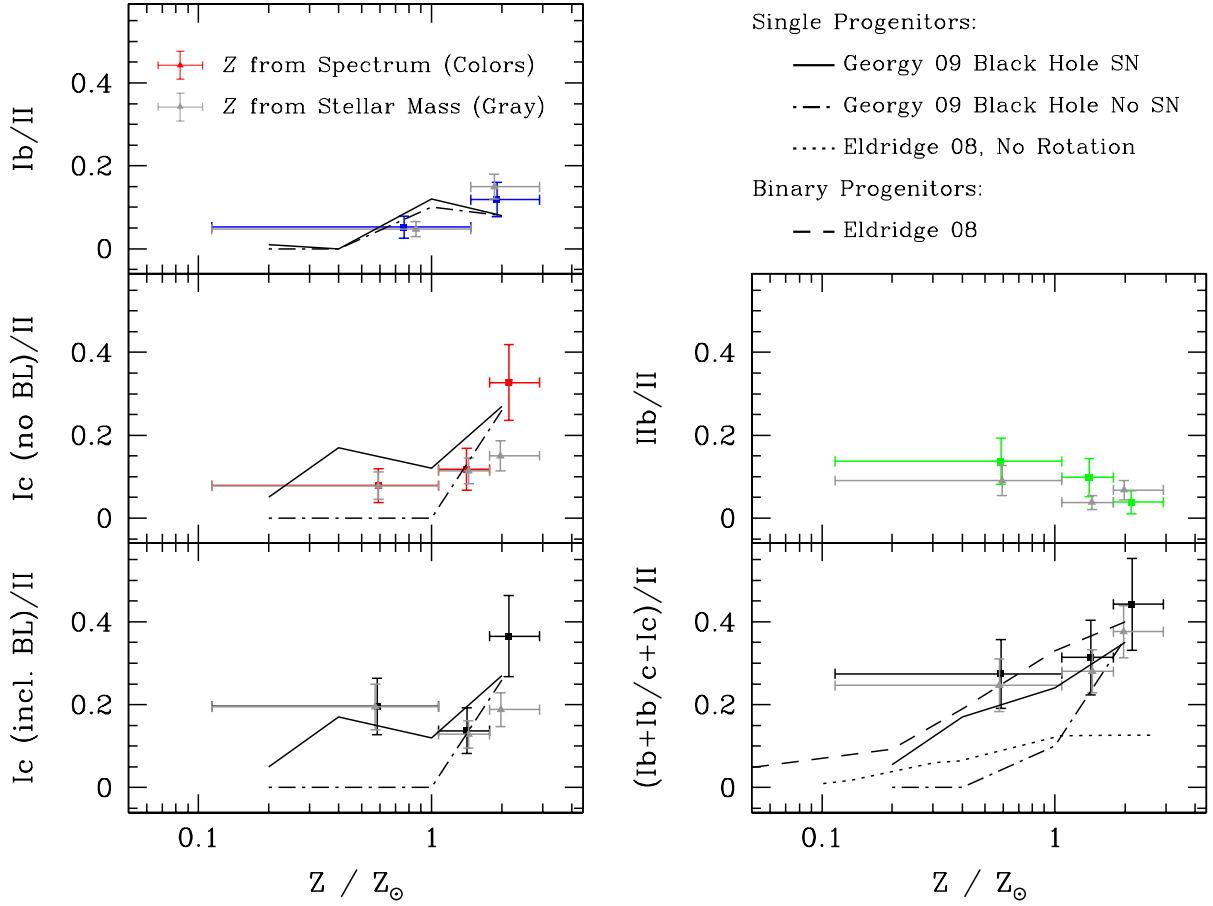 Ib/II
0.4
0.2
0
Z from Spectrum (Colors)
Z from Stellar Mass (Gray)
Single Progenitors:
Georgy 09 Black Hole SN
Georgy 09 Black Hole No SN
Eldridge 08, No Rotation
Binary Progenitors:
Eldridge 08
Ic (no BL)/II
0.4
0.2
0
IIb/II
0.4
0.2
0
Ic (incl. BL)/II
0.4
0.2
0
0.1
1
Z / Z⊙
(Ib+Ib/c+Ic)/II
0.4
0.2
0
0.1
1
Z / Z⊙